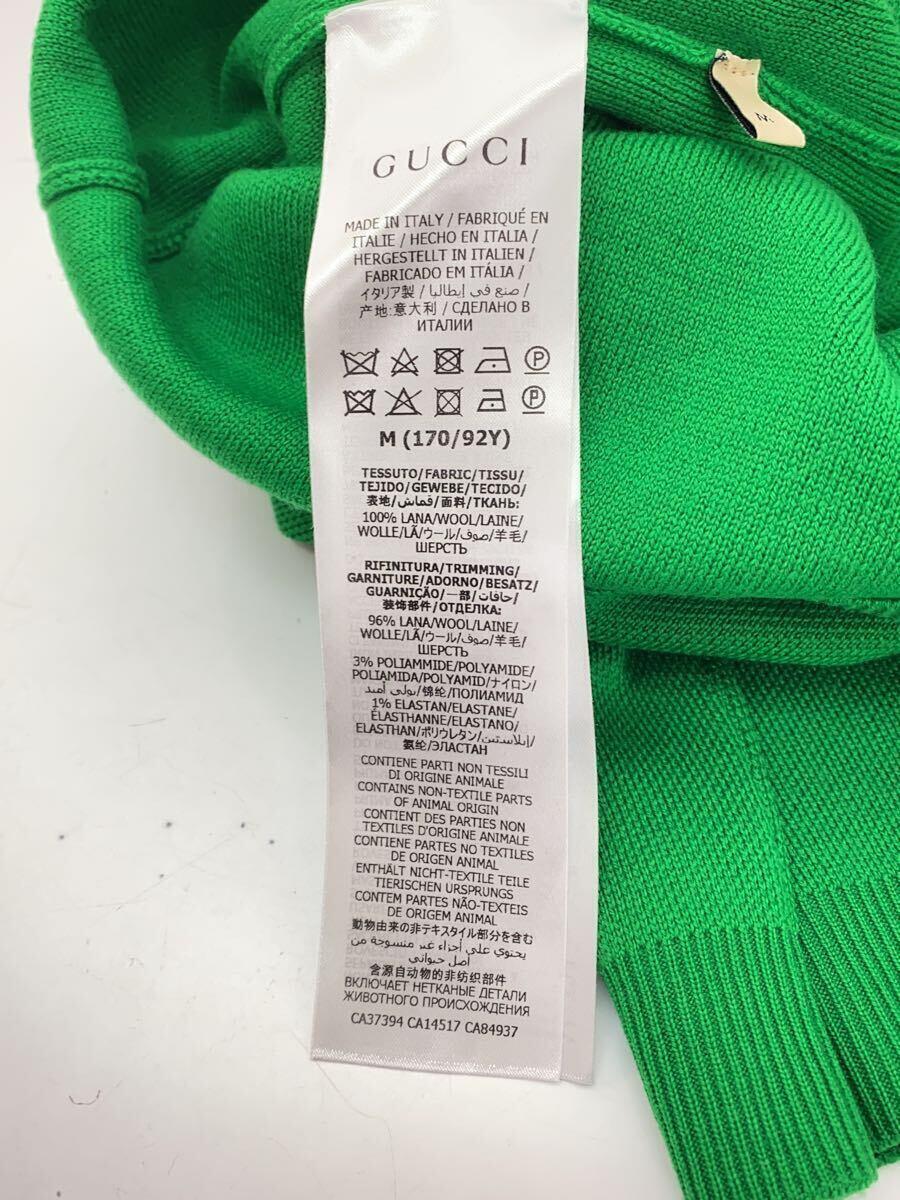 GUCCI
MADE IN ITALY / FABRIQUÉ EN
ITALIE / HECHO EN ITALIA /
HERGESTELLT IN ITALIEN /
FABRICADO EM ITÁLIA /
イタリア製 / صنع في إيطاليا /
产地:意大利 / СДЕЛАНО В
ИТАЛИИ
P
P
M (170/92Y)
TESSUTO/FABRIC/TISSU/
TEJIDO/GEWEBE/TECIDO/
表地/قماش/面料/ТКАНЬ:
100% LANA/WOOL/LAINE/
WOLLE/LÃ/ウール/صوف/羊毛/
ШЕРСТЬ
RIFINITURA/TRIMMING/
GARNITURE/ADORNO/BESATZ/
GUARNIÇÃO/一部/حافات/
装饰部件/ОТДЕЛКА:
96% LANA/WOOL/LAINE/
WOLLE/LÃ/ウール/صوف/羊毛/
ШЕРСТЬ
3% POLIAMMIDE/POLYAMIDE/
POLIAMIDA/POLYAMID/ナイロン/
بولي أميد/锦纶/ПОЛИАМИД
1% ELASTAN/ELASTANE/
ÉLASTHANNE/ELASTANO/
ELASTHAN/ポリウレタン/إيلاستين/
氨纶/ЭЛАСТАН
CONTIENE PARTI NON TESSILI
DI ORIGINE ANIMALE
CONTAINS NON-TEXTILE PARTS
OF ANIMAL ORIGIN
CONTIENT DES PARTIES NON
TEXTILES D'ORIGINE ANIMALE
CONTIENE PARTES NO TEXTILES
DE ORIGEN ANIMAL
ENTHÄLT NICHT-TEXTILE TEILE
TIERISCHEN URSPRUNGS
CONTEM PARTES NÃO-TEXTEIS
DE ORIGEM ANIMAL
動物由来の非テキスタイル部分を含む
يحتوي على أجزاء غير منسوجة من
أصل حيواني
含源自动物的非纺织部件
ВКЛЮЧАЕТ НЕТКАНЫЕ ДЕТАЛИ
ЖИВОТНОГО ПРОИСХОЖДЕНИЯ
CA37394 CA14517 CA84937
M